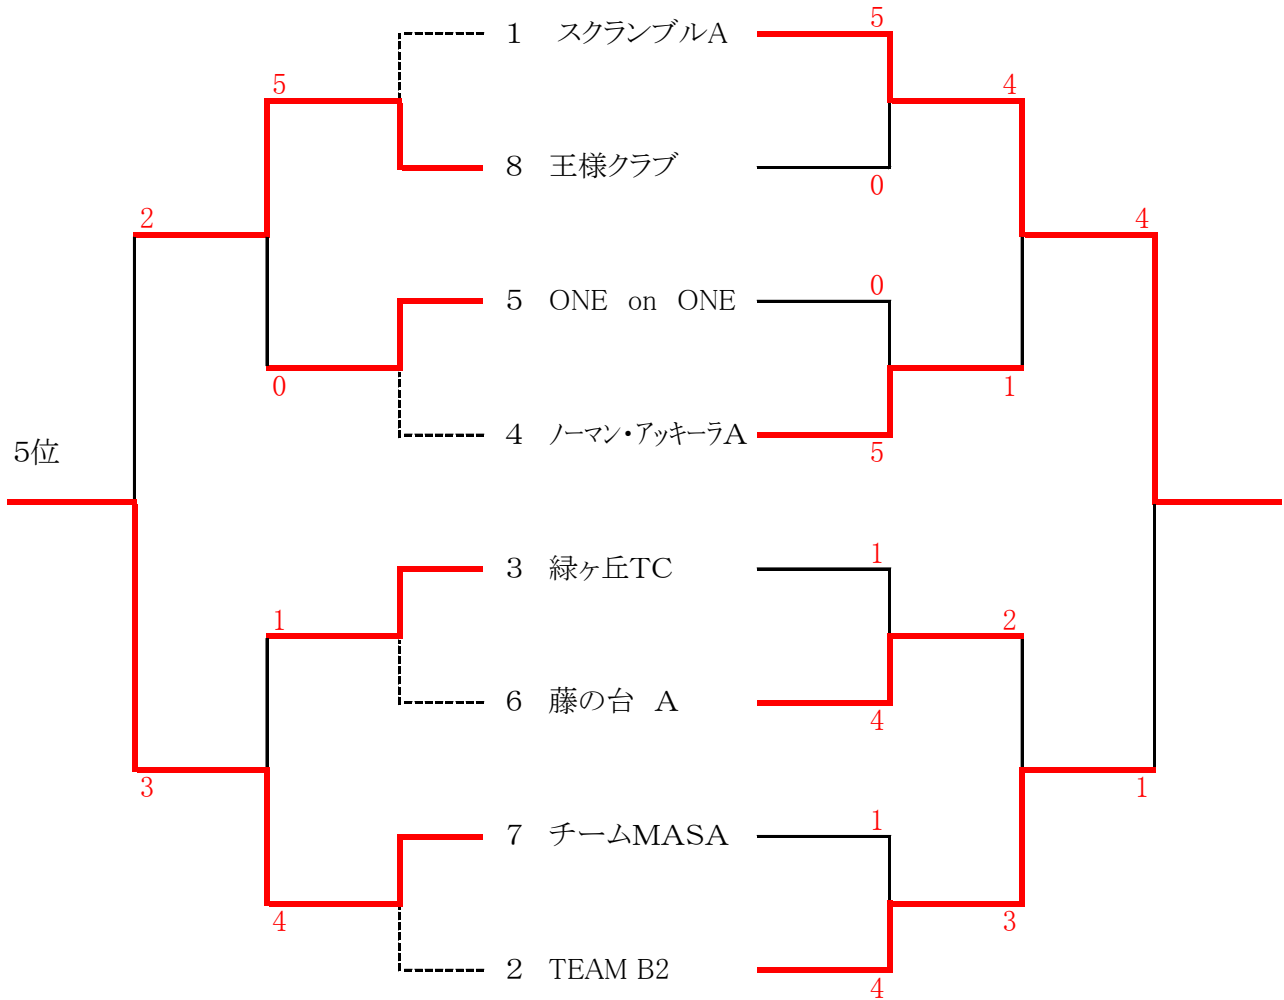 5
1 スクランブルA
5
4
8 王様クラブ
0
2
4
5 ONE on ONE
0
0
1
4 ノーマン・アッキーラA
5
5位
3 緑ヶ丘TC
1
1
2
6 藤の台 A
4
3
1
7 チームMASA
1
4
3
2 TEAM B2
4